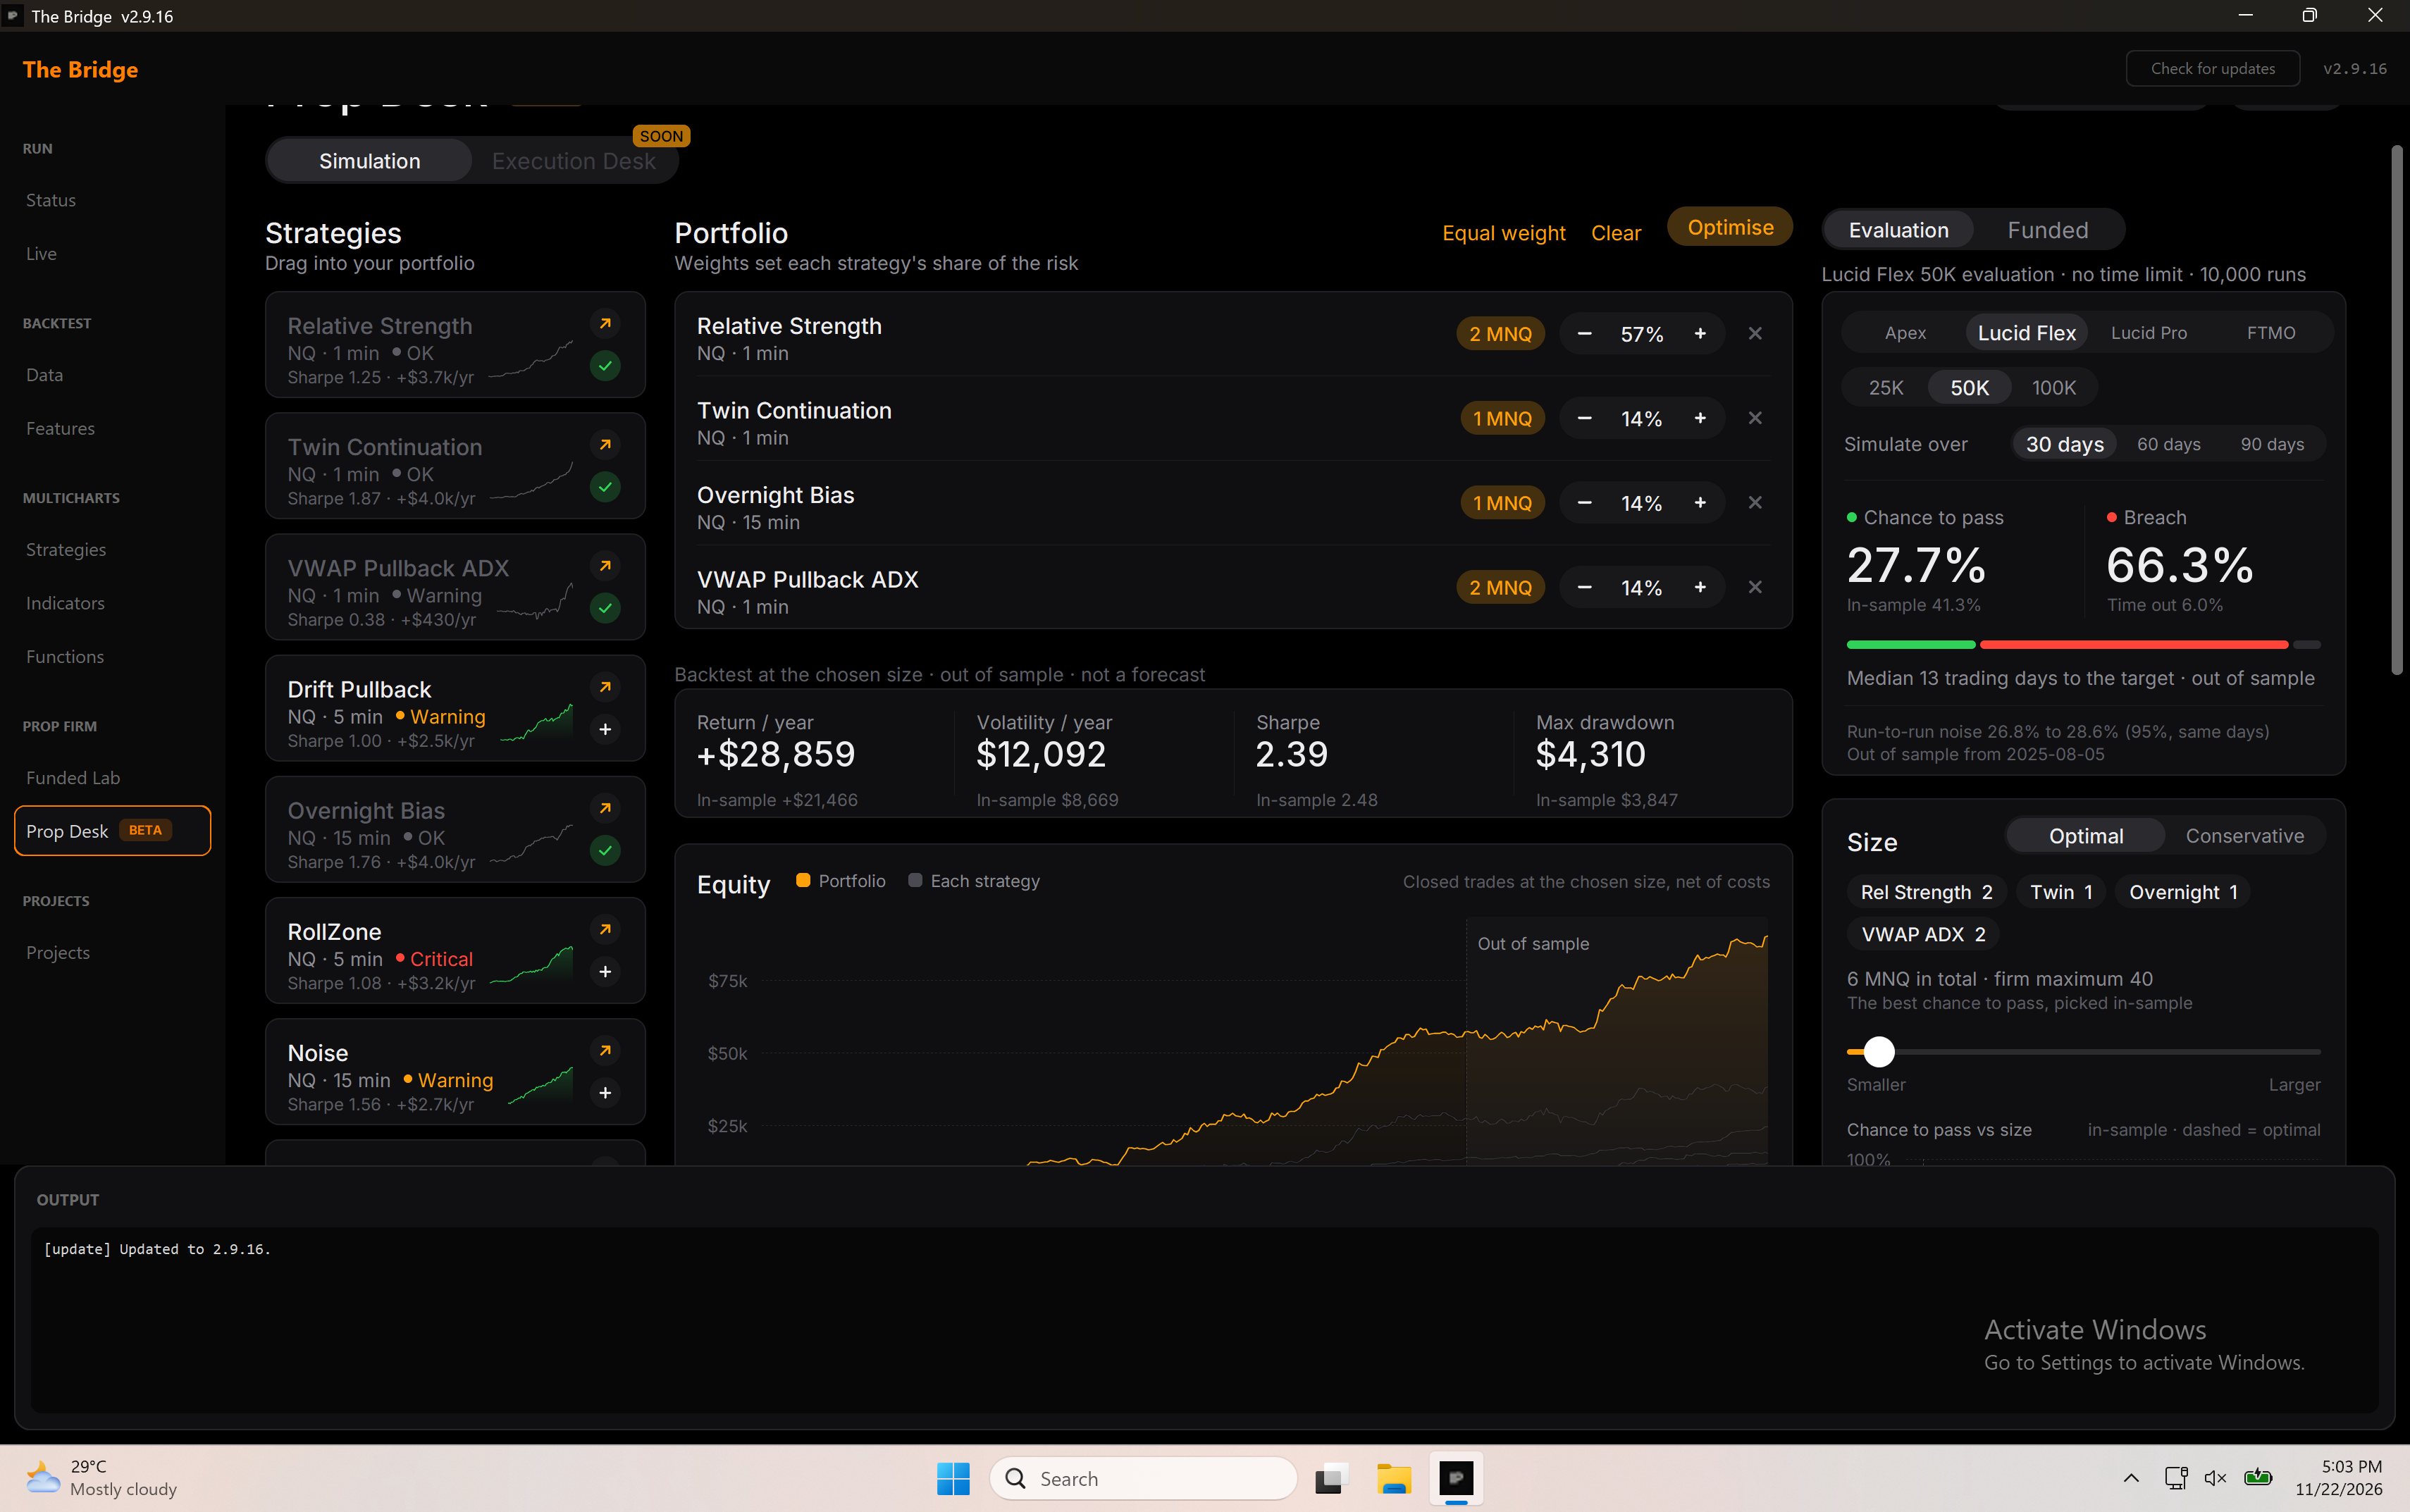 The Bridge v2.9.16
The Bridge
Check for updates
v2.9.16
RUN
Status
Live
BACKTEST
Data
Features
MULTICHARTS
Strategies
Indicators
Functions
PROP FIRM
Funded Lab
Prop Desk BETA
PROJECTS
Projects
Prop Desk
Simulation
Execution Desk
SOON
Strategies
Drag into your portfolio
Relative Strength
NQ · 1 min OK
Sharpe 1.25 · +$3.7k/yr
Twin Continuation
NQ · 1 min OK
Sharpe 1.87 · +$4.0k/yr
VWAP Pullback ADX
NQ · 1 min Warning
Sharpe 0.38 · +$430/yr
Drift Pullback
NQ · 5 min Warning
Sharpe 1.00 · +$2.5k/yr
Overnight Bias
NQ · 15 min OK
Sharpe 1.76 · +$4.0k/yr
RollZone
NQ · 5 min Critical
Sharpe 1.08 · +$3.2k/yr
Noise
NQ · 15 min Warning
Sharpe 1.56 · +$2.7k/yr
Portfolio
Weights set each strategy's share of the risk
Equal weight Clear Optimise
Relative Strength
NQ · 1 min
2 MNQ − 57% + ×
Twin Continuation
NQ · 1 min
1 MNQ − 14% + ×
Overnight Bias
NQ · 15 min
1 MNQ − 14% + ×
VWAP Pullback ADX
NQ · 1 min
2 MNQ − 14% + ×
Backtest at the chosen size · out of sample · not a forecast
Return / year
+$28,859
In-sample +$21,466
Volatility / year
$12,092
In-sample $8,669
Sharpe
2.39
In-sample 2.48
Max drawdown
$4,310
In-sample $3,847
Equity
Portfolio Each strategy
Closed trades at the chosen size, net of costs
Out of sample
$75k
$50k
$25k
Evaluation Funded
Lucid Flex 50K evaluation · no time limit · 10,000 runs
Apex Lucid Flex Lucid Pro FTMO
25K 50K 100K
Simulate over 30 days 60 days 90 days
Chance to pass
27.7%
In-sample 41.3%
Breach
66.3%
Time out 6.0%
Median 13 trading days to the target · out of sample
Run-to-run noise 26.8% to 28.6% (95%, same days)
Out of sample from 2025-08-05
Size
Optimal Conservative
Rel Strength 2 Twin 1 Overnight 1
VWAP ADX 2
6 MNQ in total · firm maximum 40
The best chance to pass, picked in-sample
Smaller Larger
Chance to pass vs size in-sample · dashed = optimal
100%
OUTPUT
[update] Updated to 2.9.16.
Activate Windows
Go to Settings to activate Windows.
29°C
Mostly cloudy
Search
5:03 PM
11/22/2026